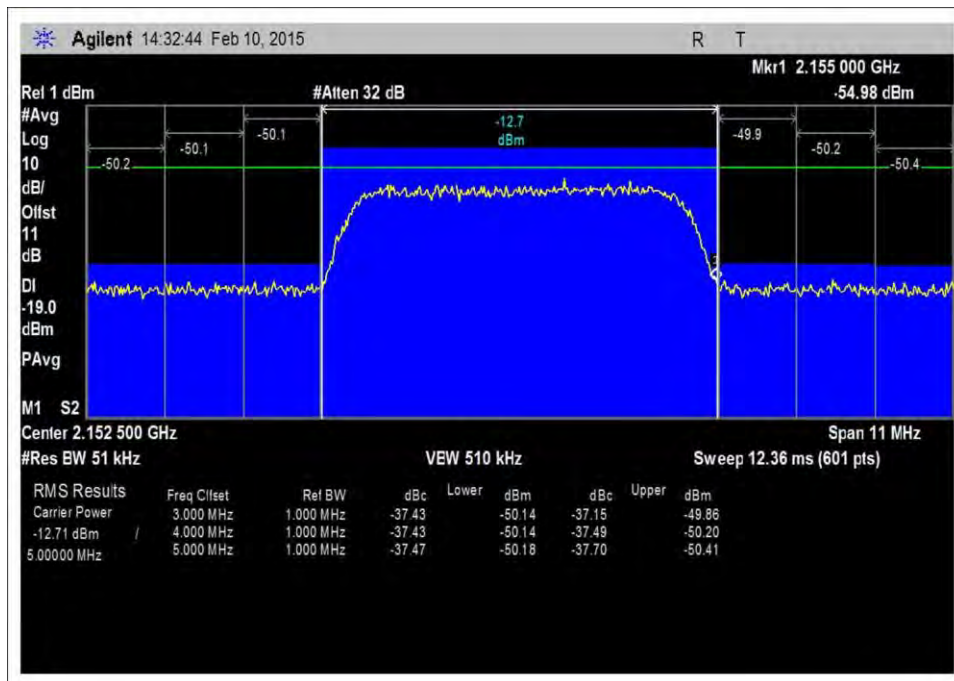 Agilent 14:32:44 Feb 10, 2015 R T
Mkr1 2.155 000 GHz
Rel 1 dBm #Atten 32 dB -54.98 dBm
#Avg
Log
10
dB/
Offst
11
dB
DI
-19.0
dBm
PAvg
M1 S2
-50.2 -50.1 -50.1 -12.7 -49.9 -50.2 -50.4
dBm
Center 2.152 500 GHz Span 11 MHz
#Res BW 51 kHz VEW 510 kHz Sweep 12.36 ms (601 pts)
RMS Results Freq Clfset Ref BW dBc Lower dBm dBc Upper dBm
Carrier Power 3.000 MHz 1.000 MHz -37.43 -50.14 -37.15 -49.86
-12.71 dBm / 4.000 MHz 1.000 MHz -37.43 -50.14 -37.49 -50.20
5.00000 MHz 5.000 MHz 1.000 MHz -37.47 -50.18 -37.70 -50.41